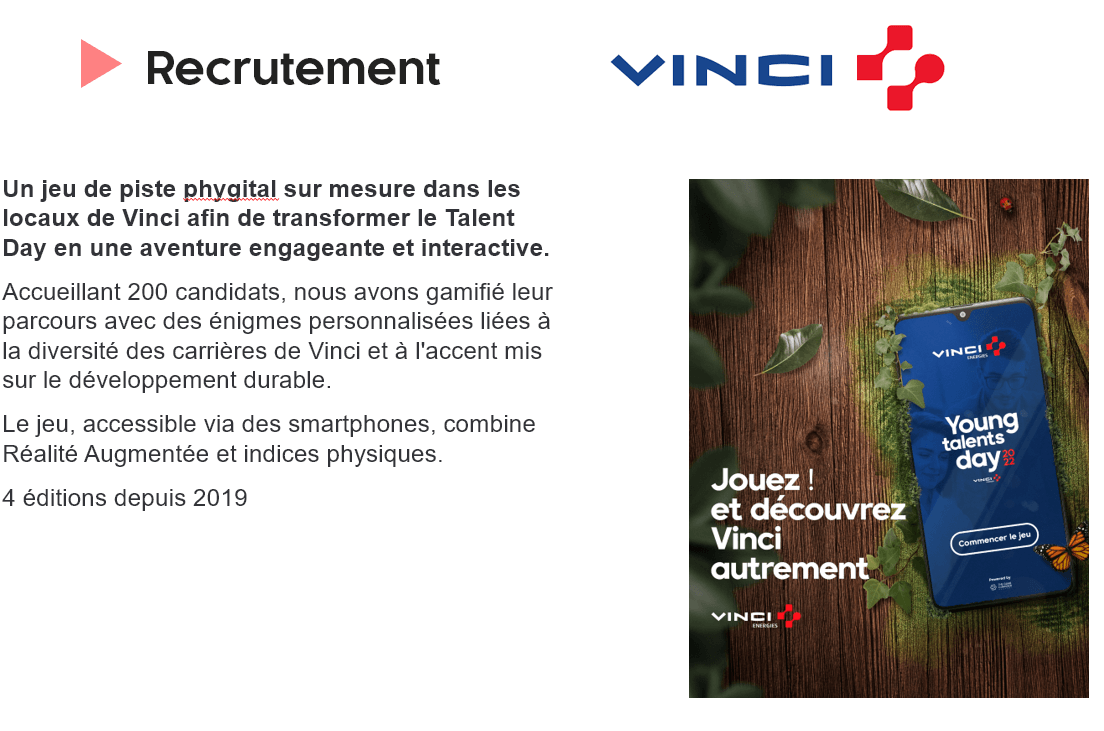 Recrutement
VINCI
Un jeu de piste phygital sur mesure dans les
locaux de Vinci afin de transformer le Talent
Day en une aventure engageante et interactive.
Accueillant 200 candidats, nous avons gamifié leur
parcours avec des énigmes personnalisées liées à
la diversité des carrières de Vinci et à l'accent mis
sur le développement durable.
Le jeu, accessible via des smartphones, combine
Réalité Augmentée et indices physiques.
4 éditions depuis 2019
VINCI
ENERGIES
Young
talents
day 20
22
VINCI
Commencer le jeu
Powered by
Jouez !
et découvrez
Vinci
autrement
VINCI
ENERGIES